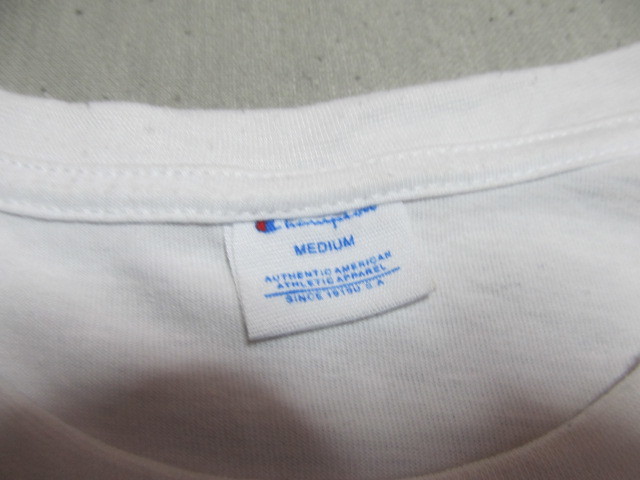 Champion
MEDIUM
AUTHENTIC AMERICAN
ATHLETIC APPAREL
SINCE 1919 U.S.A